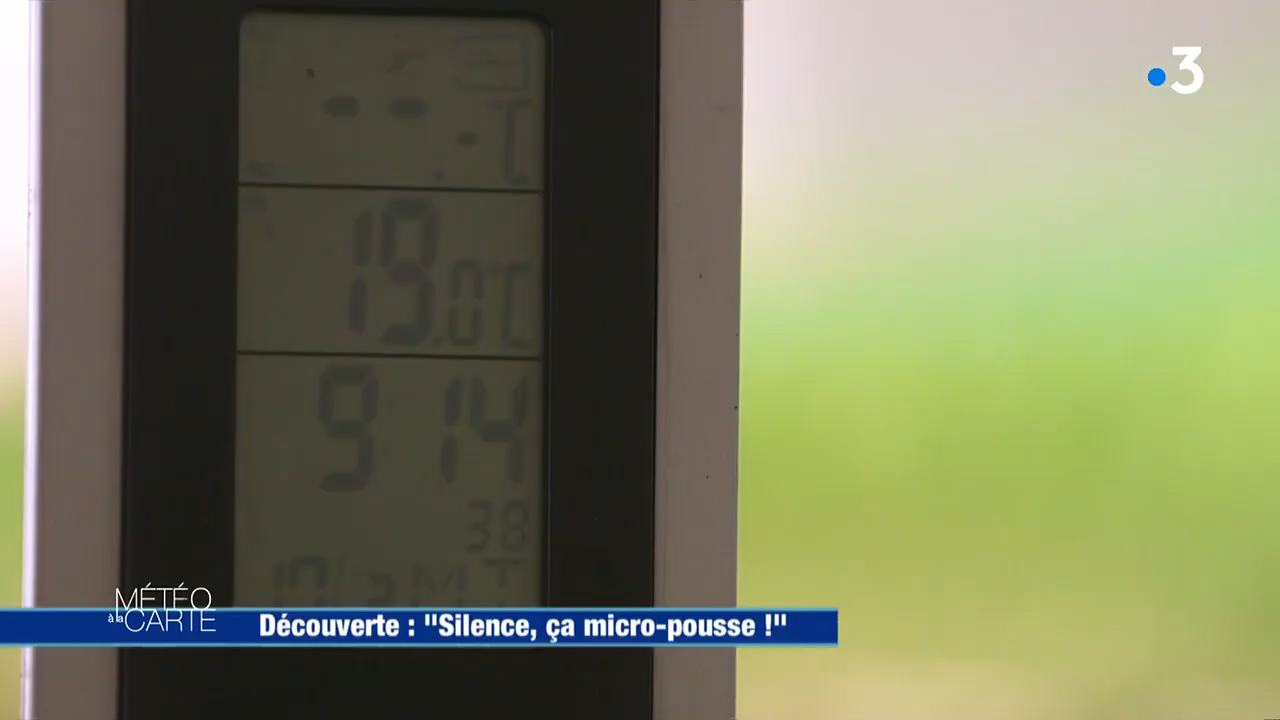 3
-- -.- °C
19.0°C
9 14
38
MÉTÉO
à la CARTE
Découverte : "Silence, ça micro-pousse !"